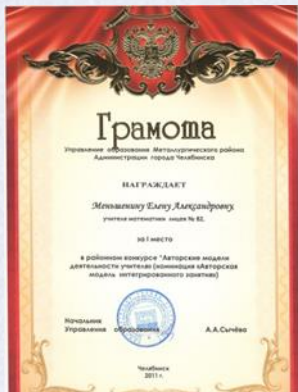 Грамота
Управление образования Металлургического района
Администрации города Челябинска
НАГРАЖДАЕТ
Меньшенину Елену Александровну,
учителя математики лицея № 82,
за I место
в районном конкурсе "Авторские модели
деятельности учителя» (номинация «Авторская
модель интегрированного занятия»)
Начальник
Управления образования А.А.Сычёва
Челябинск
2011 г.